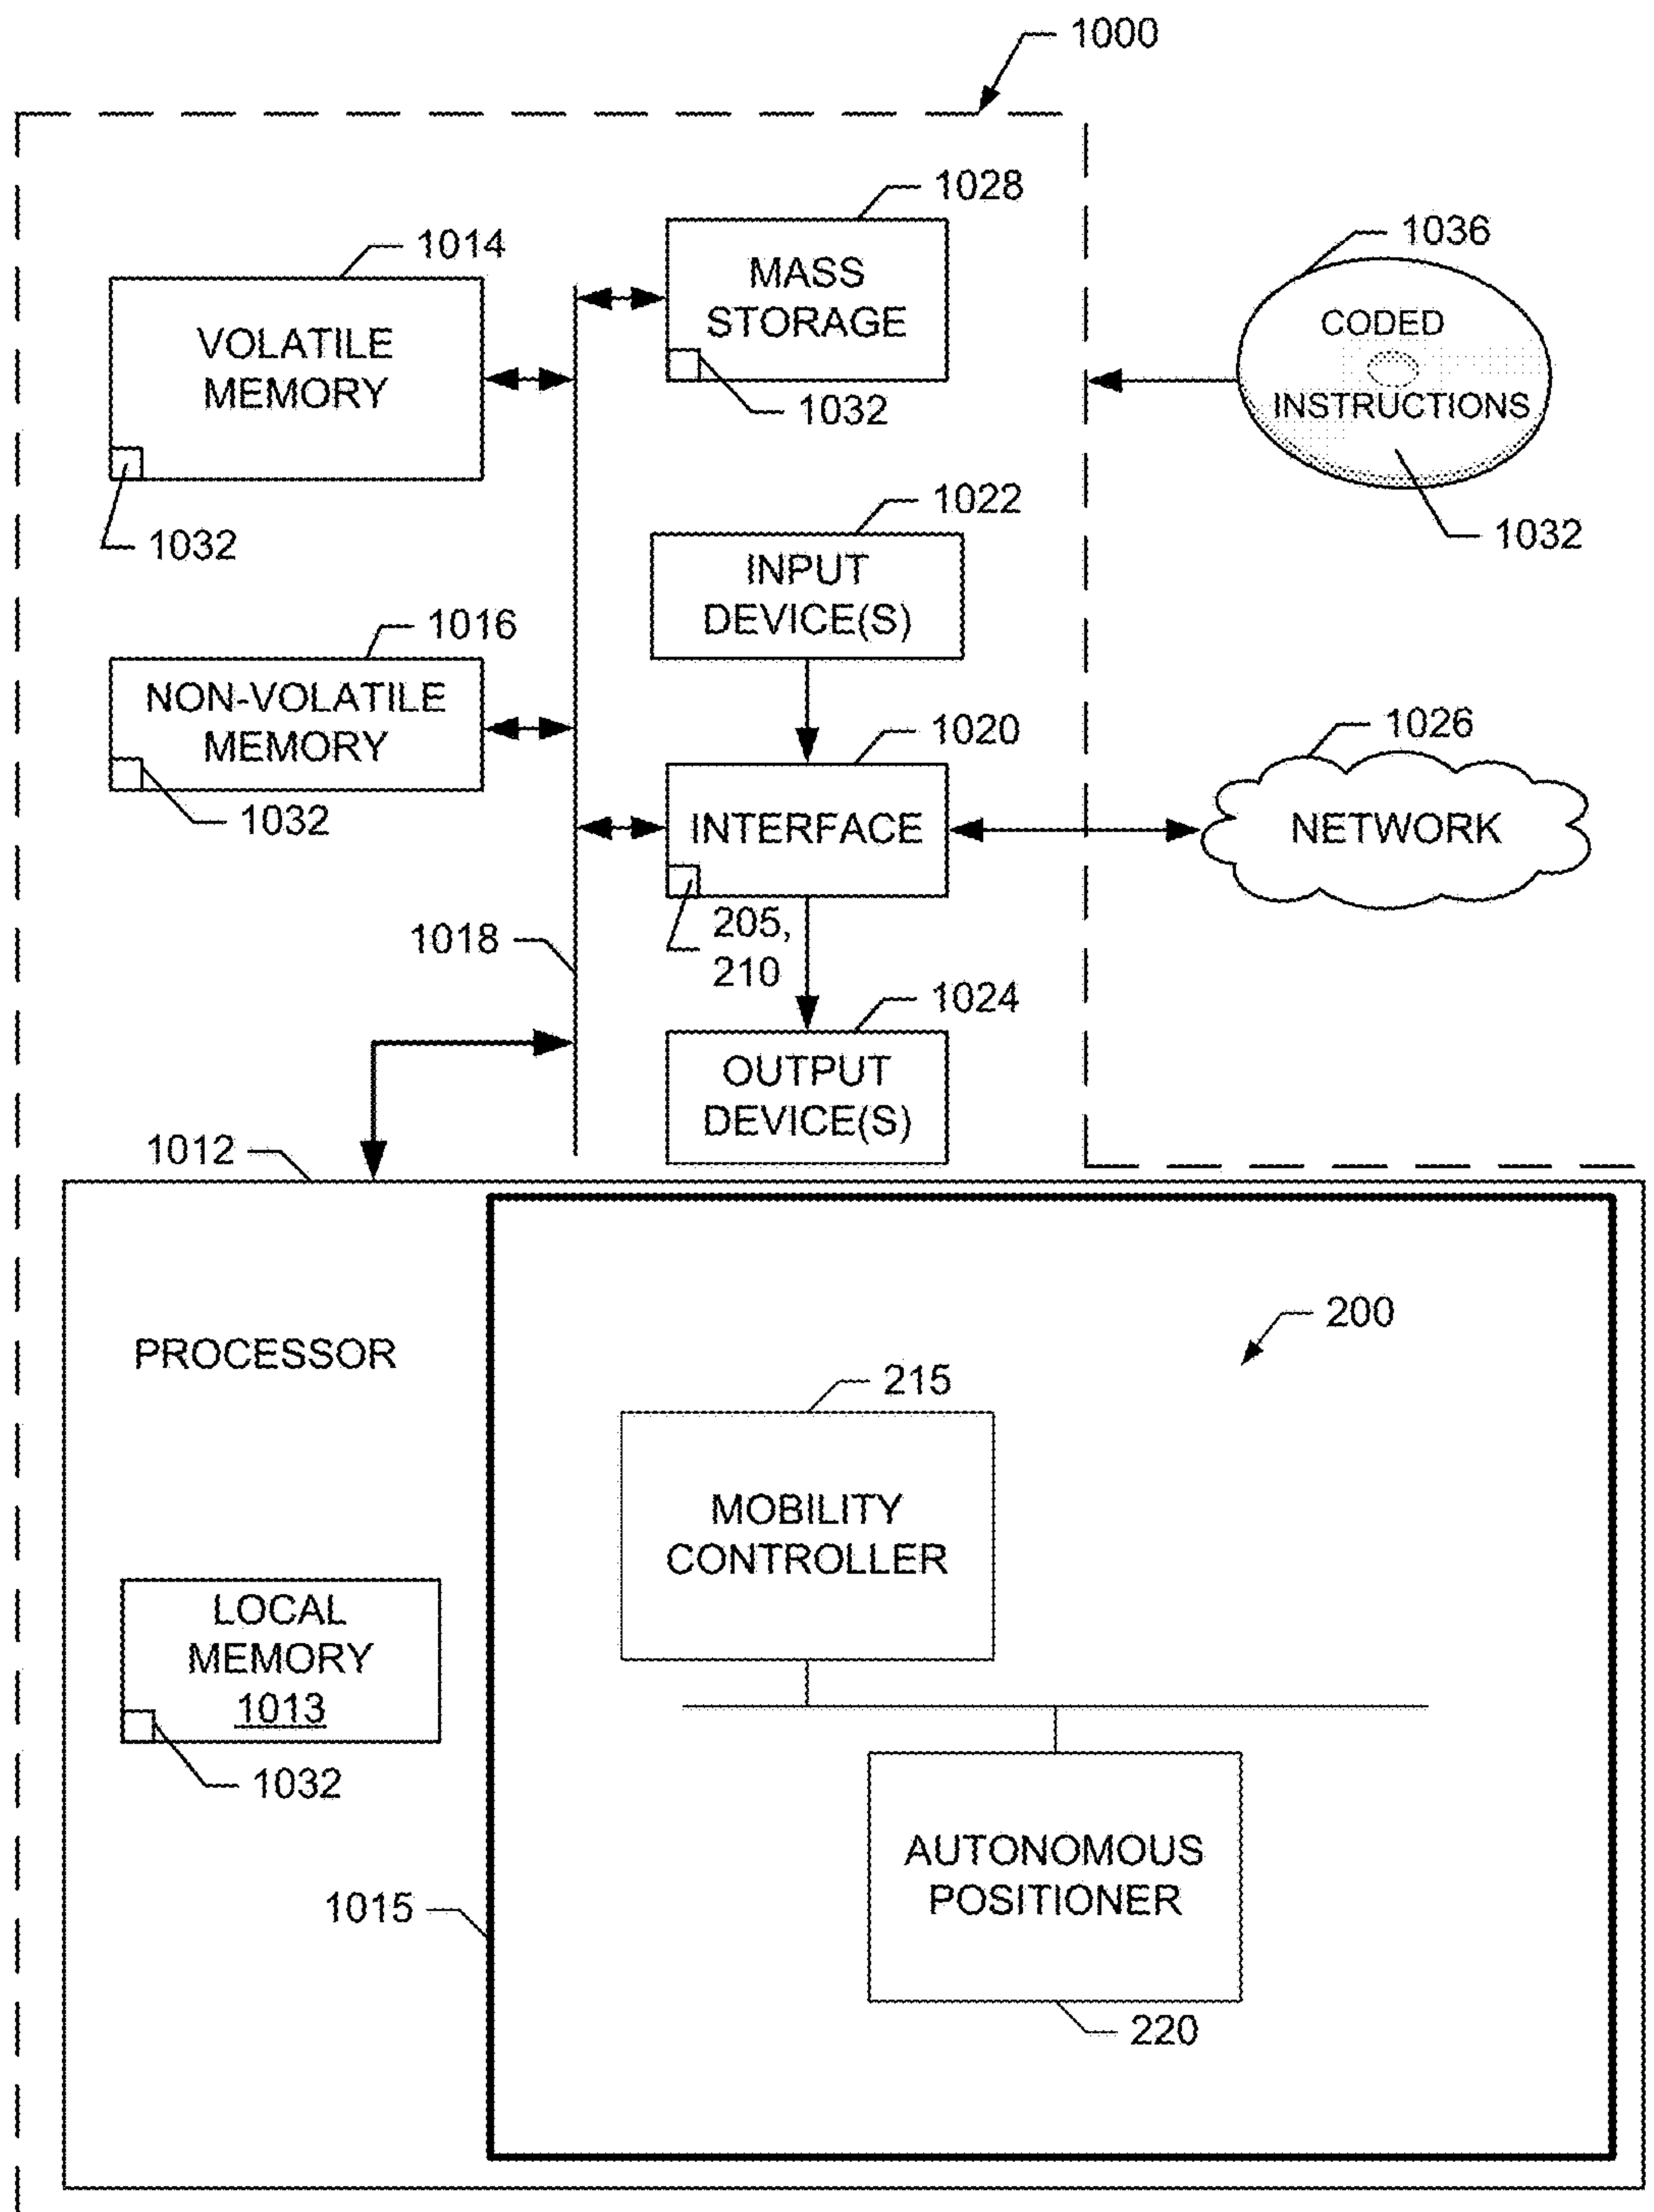 1000
1028
1014
MASS
STORAGE
1036
VOLATILE
MEMORY
CODED
INSTRUCTIONS
1032
1032
1032
1022
INPUT
DEVICE(S)
1016
NON-VOLATILE
MEMORY
1032
1020
INTERFACE
1026
NETWORK
205,
210
1018
1024
OUTPUT
DEVICE(S)
1012
PROCESSOR
200
215
MOBILITY
CONTROLLER
LOCAL
MEMORY
1013
1032
AUTONOMOUS
POSITIONER
1015
220